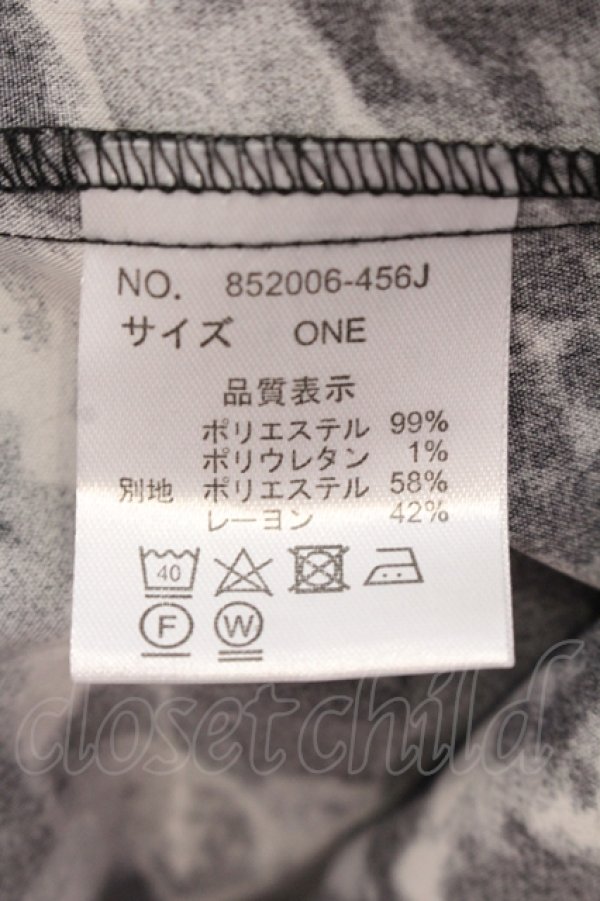 NO. 852006-456J
サイズ ONE
品質表示
ポリエステル 99%
ポリウレタン 1%
別地 ポリエステル 58%
レーヨン 42%
40
F W
closet child